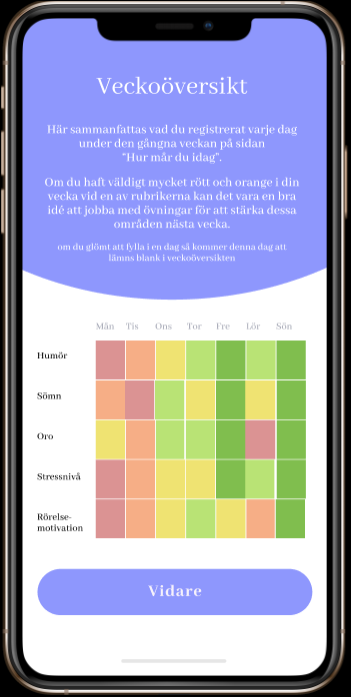 Veckoöversikt
Här sammanfattas vad du registrerat varje dag
under den gångna veckan på sidan
"Hur mår du idag".
Om du haft väldigt mycket rött och orange i din
vecka vid en av rubrikerna kan det vara en bra
idé att jobba med övningar för att stärka dessa
områden nästa vecka.
om du glömt att fylla i en dag så kommer denna dag att
lämns blank i veckoöversikten
Mån Tis Ons Tor Fre Lör Sön
Humör
Sömn
Oro
Stressnivå
Rörelse-
motivation
Vidare